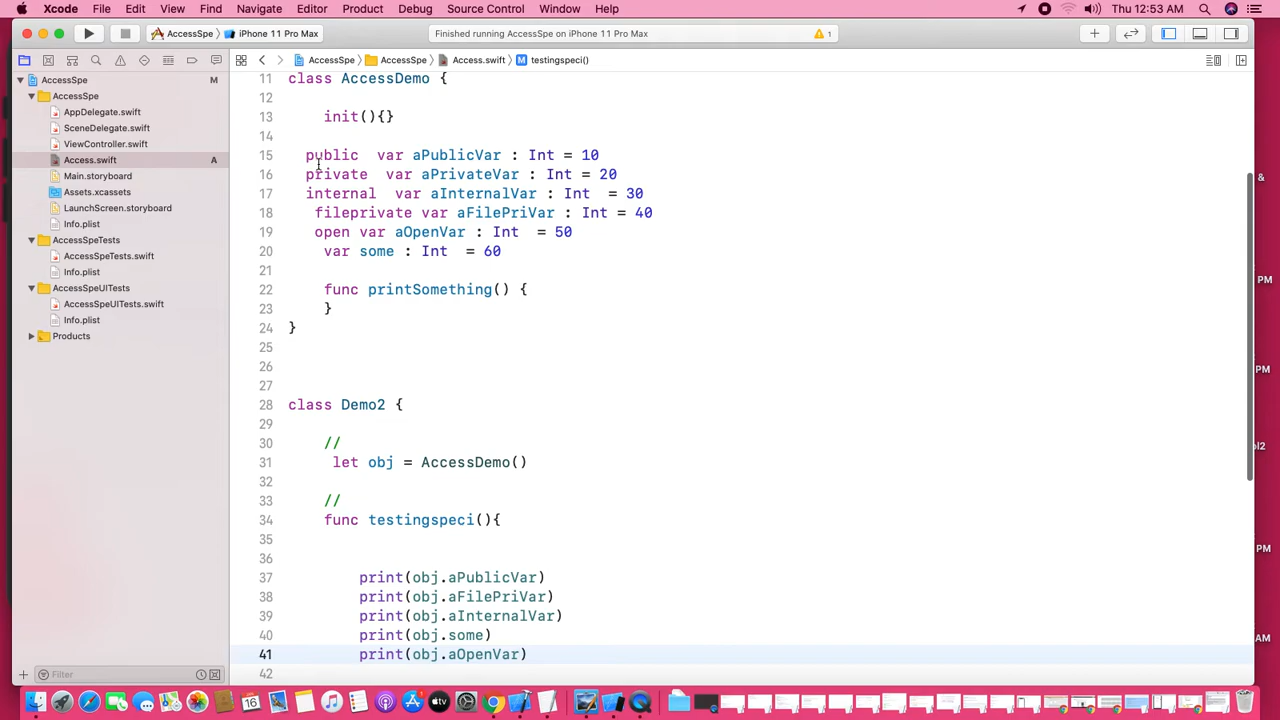 Xcode File Edit View Find Navigate Editor Product Debug Source Control Window Help Thu 12:53 AM
AccessSpe iPhone 11 Pro Max Finished running AccessSpe on iPhone 11 Pro Max 1
AccessSpe AccessSpe Access.swift M testingspeci()
AccessSpe M
AccessSpe
AppDelegate.swift
SceneDelegate.swift
ViewController.swift
Access.swift A
Main.storyboard
Assets.xcassets
LaunchScreen.storyboard
Info.plist
AccessSpeTests
AccessSpeTests.swift
Info.plist
AccessSpeUITests
AccessSpeUITests.swift
Info.plist
Products
11 class AccessDemo {
12
13 init(){}
14
15 public var aPublicVar : Int = 10
16 private var aPrivateVar : Int = 20
17 internal var aInternalVar : Int = 30
18 fileprivate var aFilePriVar : Int = 40
19 open var aOpenVar : Int = 50
20 var some : Int = 60
21
22 func printSomething() {
23 }
24 }
25
26
27
28 class Demo2 {
29
30 //
31 let obj = AccessDemo()
32
33 //
34 func testingspeci(){
35
36
37 print(obj.aPublicVar)
38 print(obj.aFilePriVar)
39 print(obj.aInternalVar)
40 print(obj.some)
41 print(obj.aOpenVar)
42
Filter
&
PM
PM
ol2
PM
AM
16